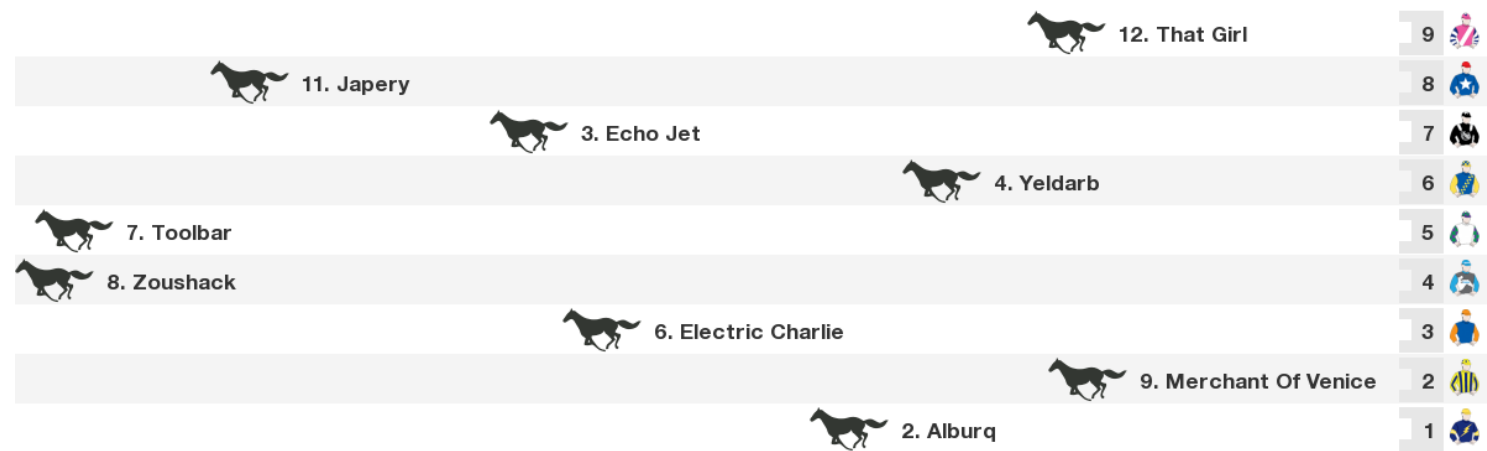 12. That Girl 9
11. Japery 8
3. Echo Jet 7
4. Yeldarb 6
7. Toolbar 5
8. Zoushack 4
6. Electric Charlie 3
9. Merchant Of Venice 2
2. Alburq 1